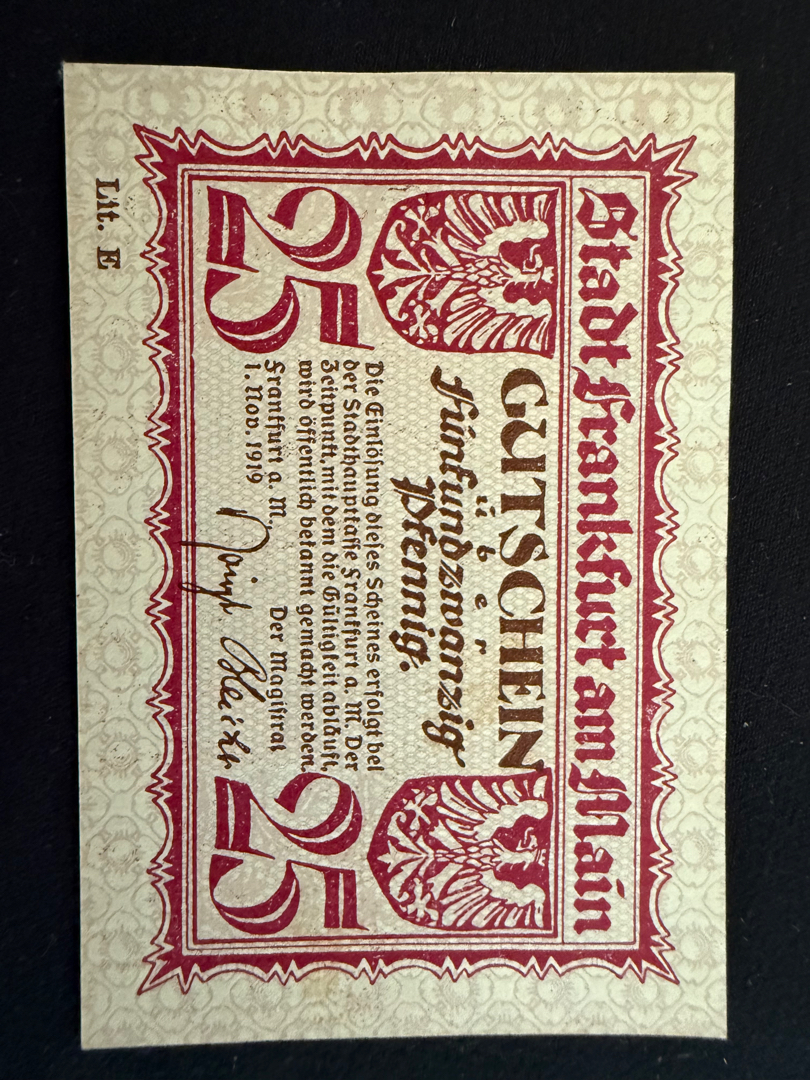 Stadt Frankfurt am Main
GUTSCHEIN
über
Fünfundzwanzig
Pfennig.
25
25
Die Einlösung dieses Scheines erfolgt bei
der Stadthauptkasse Frankfurt a. M. Der
Zeitpunkt, mit dem die Gültigkeit abläuft,
wird öffentlich bekannt gemacht werden.
Frankfurt a. M., Der Magistrat
1. Nov. 1919
Lit. E